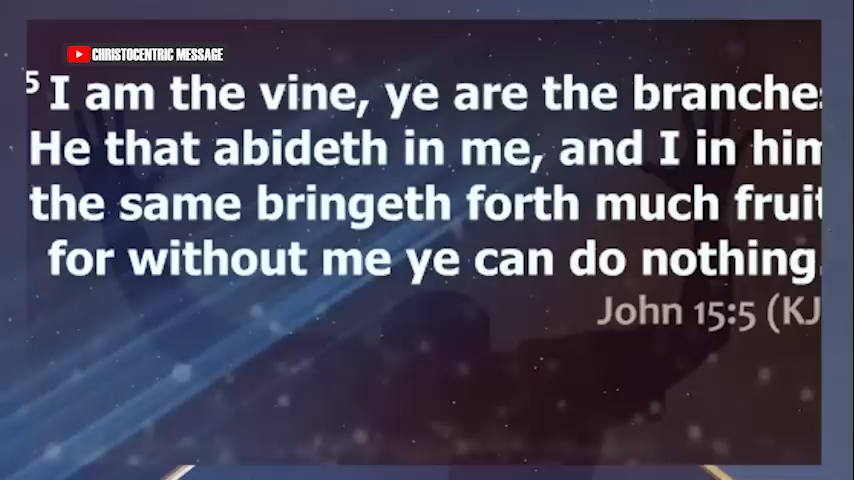 CHRISTOCENTRIC MESSAGE
5 I am the vine, ye are the branches
He that abideth in me, and I in him
the same bringeth forth much fruit
for without me ye can do nothing.
John 15:5 (KJ